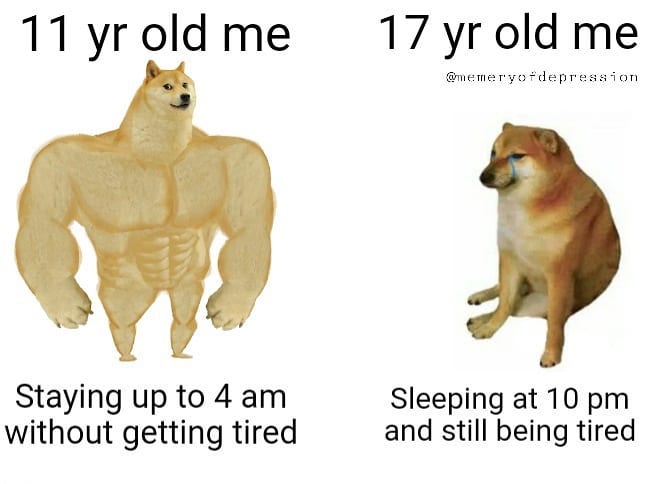 11 yr old me
17 yr old me
@memeryofdepression
Staying up to 4 am
without getting tired
Sleeping at 10 pm
and still being tired